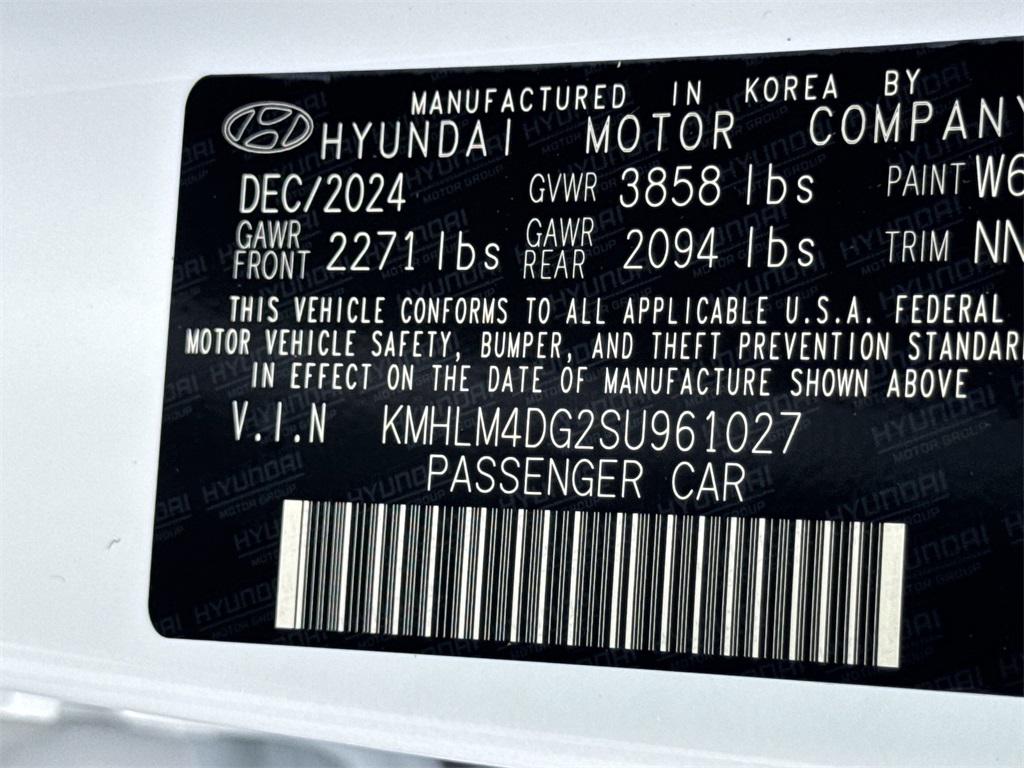 MANUFACTURED IN KOREA BY
HYUNDAI MOTOR COMPANY
DEC/2024 GVWR 3858 lbs PAINT W6
GAWR FRONT 2271 lbs GAWR REAR 2094 lbs TRIM NN
THIS VEHICLE CONFORMS TO ALL APPLICABLE U.S.A. FEDERAL
MOTOR VEHICLE SAFETY, BUMPER, AND THEFT PREVENTION STANDAR
IN EFFECT ON THE DATE OF MANUFACTURE SHOWN ABOVE
V.I.N KMHLM4DG2SU961027
PASSENGER CAR